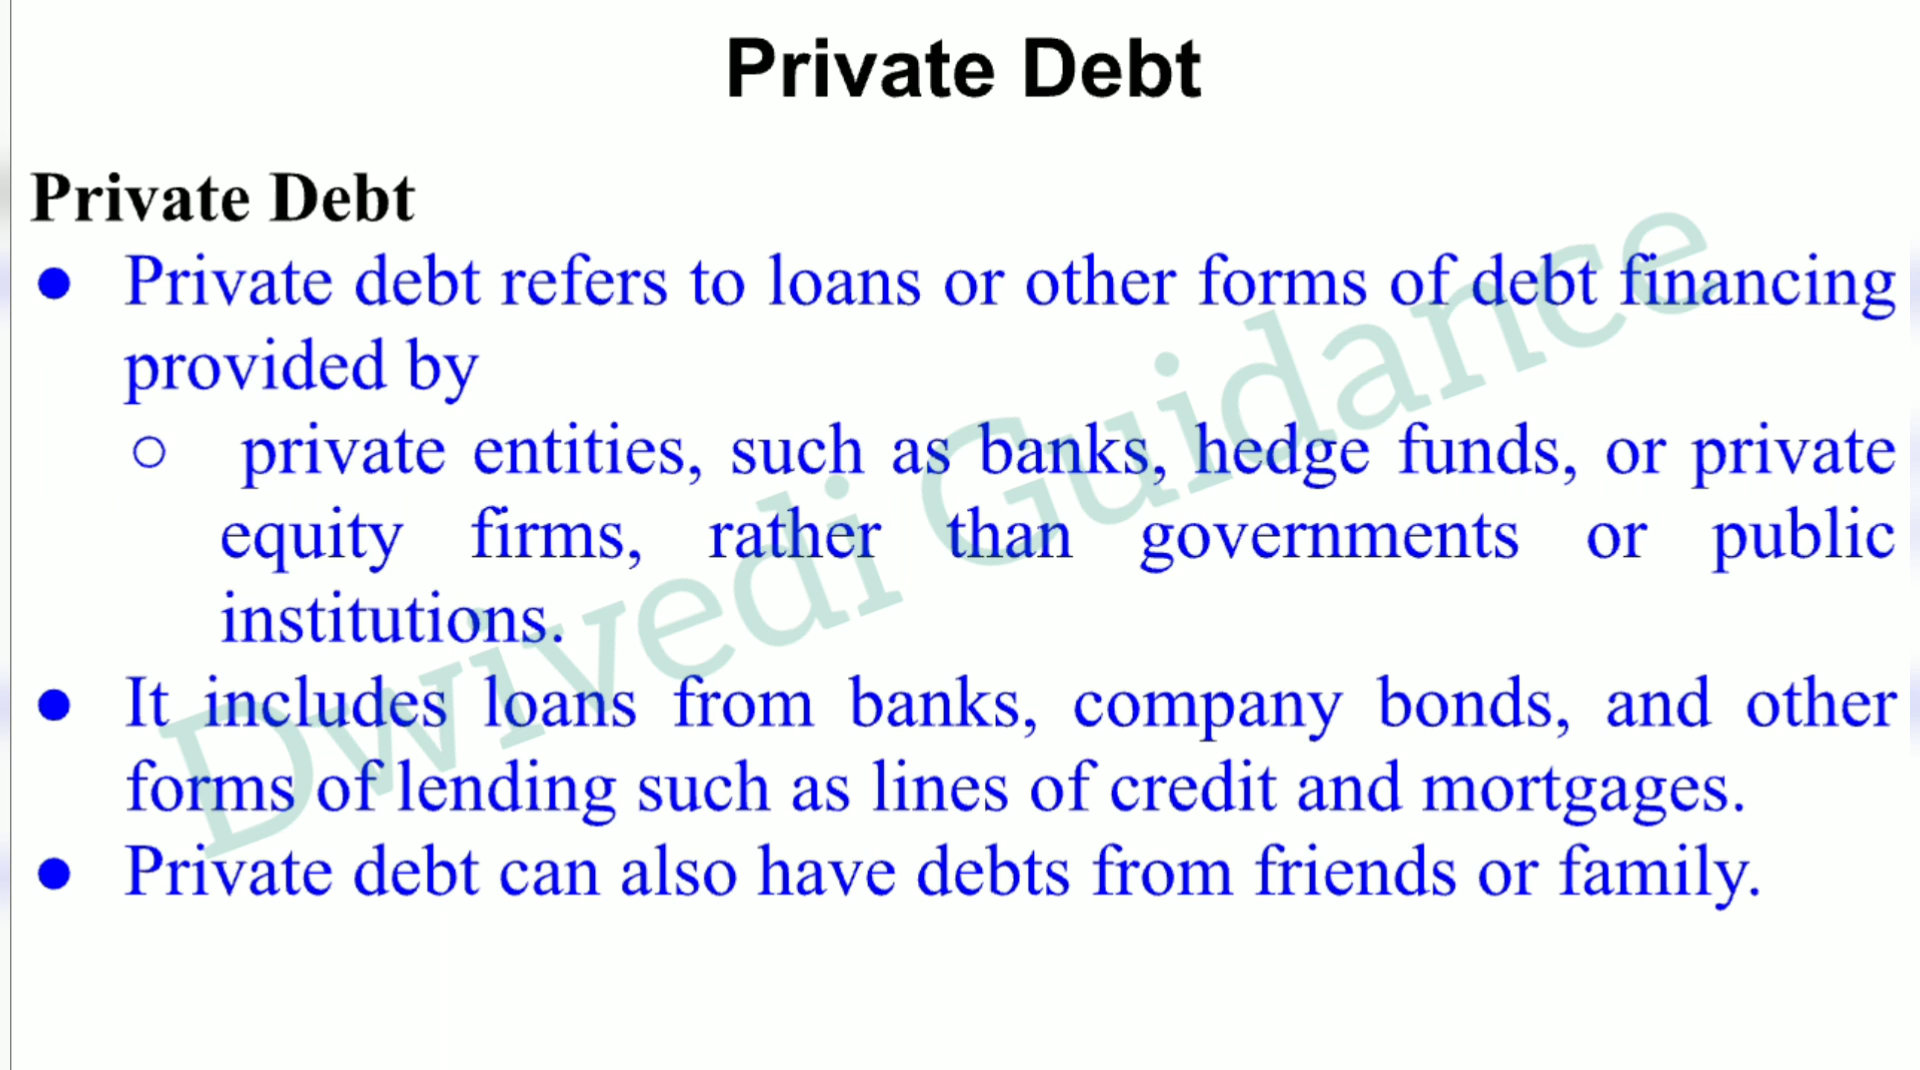 Private Debt
Private Debt
● Private debt refers to loans or other forms of debt financing
provided by
○ private entities, such as banks, hedge funds, or private
equity firms, rather than governments or public
institutions.
● It includes loans from banks, company bonds, and other
forms of lending such as lines of credit and mortgages.
● Private debt can also have debts from friends or family.
Dwivedi Guidance